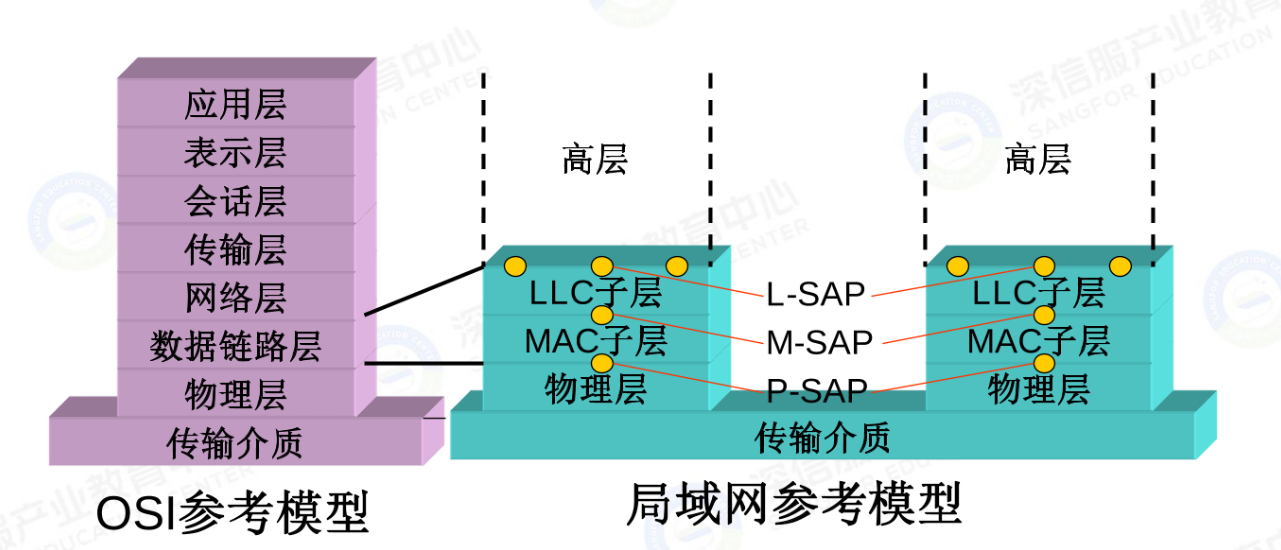 应用层
表示层
会话层
传输层
网络层
数据链路层
物理层
传输介质
OSI参考模型
高层
高层
LLC子层
L-SAP
LLC子层
MAC子层
M-SAP
MAC子层
物理层
P-SAP
物理层
传输介质
局域网参考模型
深信服产业教育中心
SANGFOR EDUCATION CENTER